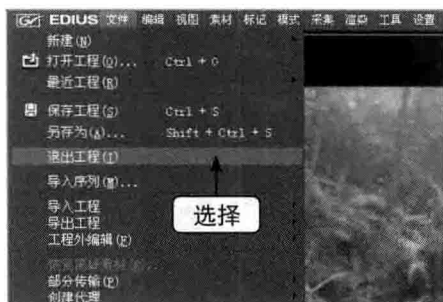 EDIUS 文件 编辑 视图 素材 标记 模式 采集 渲染 工具 设置
新建(N)
打开工程(O)... Ctrl + O
最近工程(R)
保存工程(S) Ctrl + S
另存为(A)... Shift + Ctrl + S
退出工程(I)
导入序列(M)...
选择
导入工程
导出工程
工程外编辑(E)
部分传输(P)
创建代理